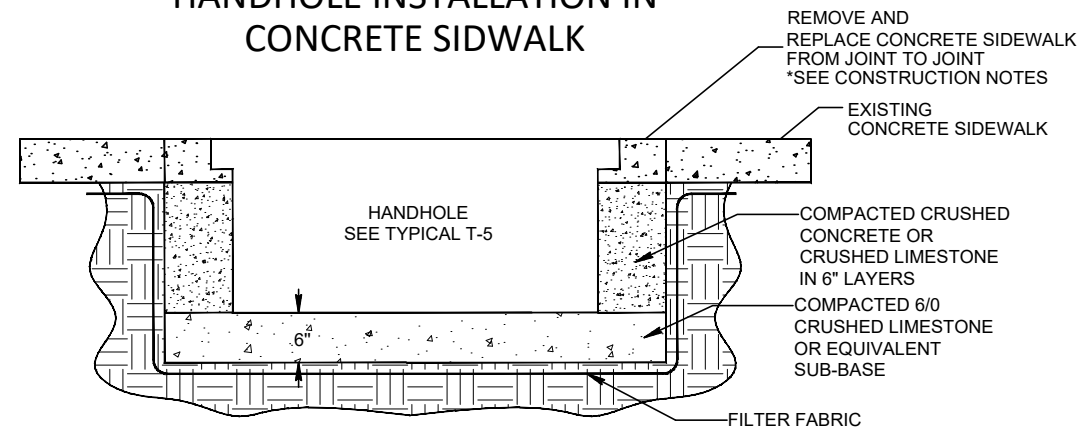 HANDHOLE INSTALLATION IN
CONCRETE SIDWALK
REMOVE AND
REPLACE CONCRETE SIDEWALK
FROM JOINT TO JOINT
*SEE CONSTRUCTION NOTES
EXISTING
CONCRETE SIDEWALK
HANDHOLE
SEE TYPICAL T-5
COMPACTED CRUSHED
CONCRETE OR
CRUSHED LIMESTONE
IN 6" LAYERS
COMPACTED 6/0
CRUSHED LIMESTONE
OR EQUIVALENT
SUB-BASE
6"
FILTER FABRIC